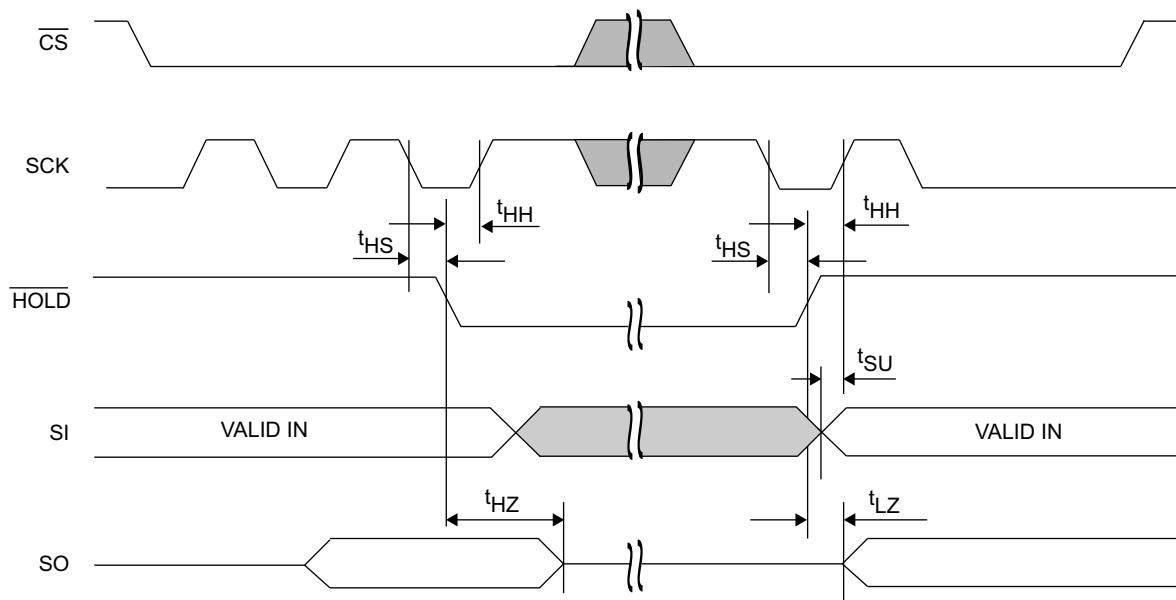 CS
SCK
tHH
tHH
tHS
tHS
HOLD
tSU
SI
VALID IN
VALID IN
tHZ
tLZ
SO